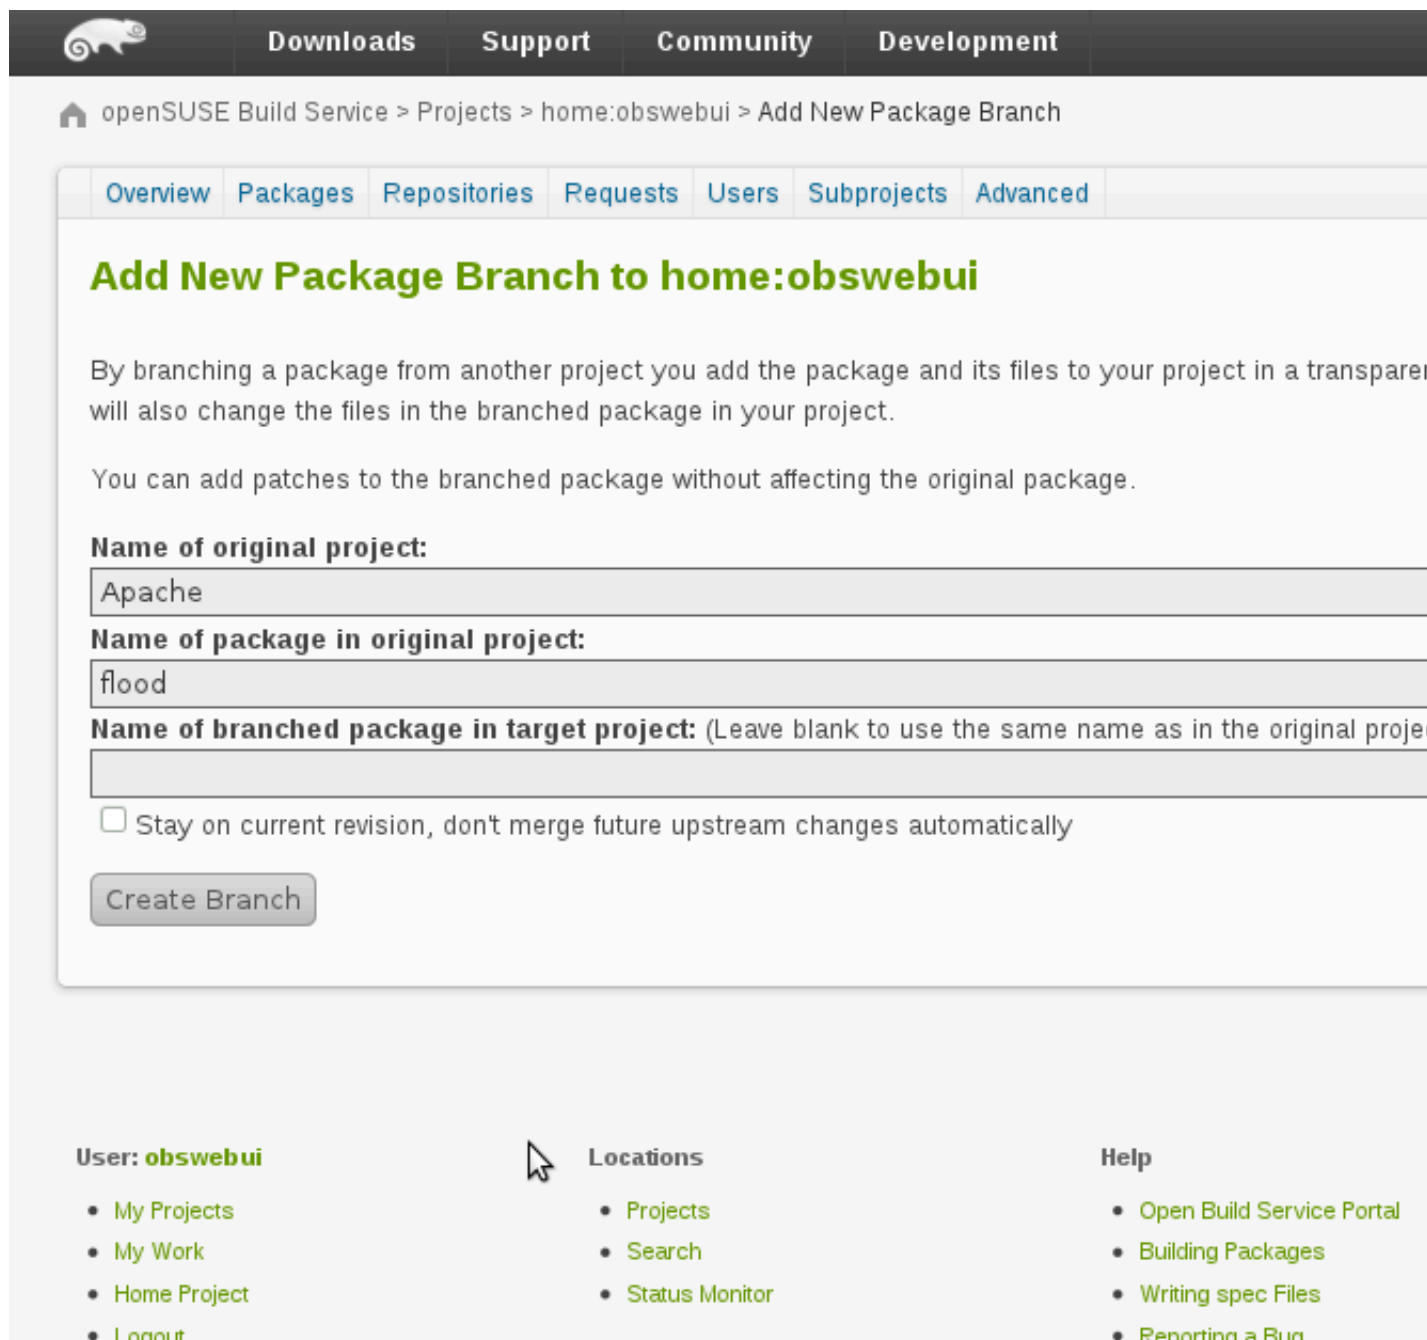 Downloads Support Community Development
openSUSE Build Service > Projects > home:obswebui > Add New Package Branch
Overview Packages Repositories Requests Users Subprojects Advanced
Add New Package Branch to home:obswebui
By branching a package from another project you add the package and its files to your project in a transparer
will also change the files in the branched package in your project.
You can add patches to the branched package without affecting the original package.
Name of original project:
Apache
Name of package in original project:
flood
Name of branched package in target project: (Leave blank to use the same name as in the original proje
Stay on current revision, don't merge future upstream changes automatically
Create Branch
User: obswebui Locations Help
My Projects Projects Open Build Service Portal
My Work Search Building Packages
Home Project Status Monitor Writing spec Files
Logout Reporting a Bug